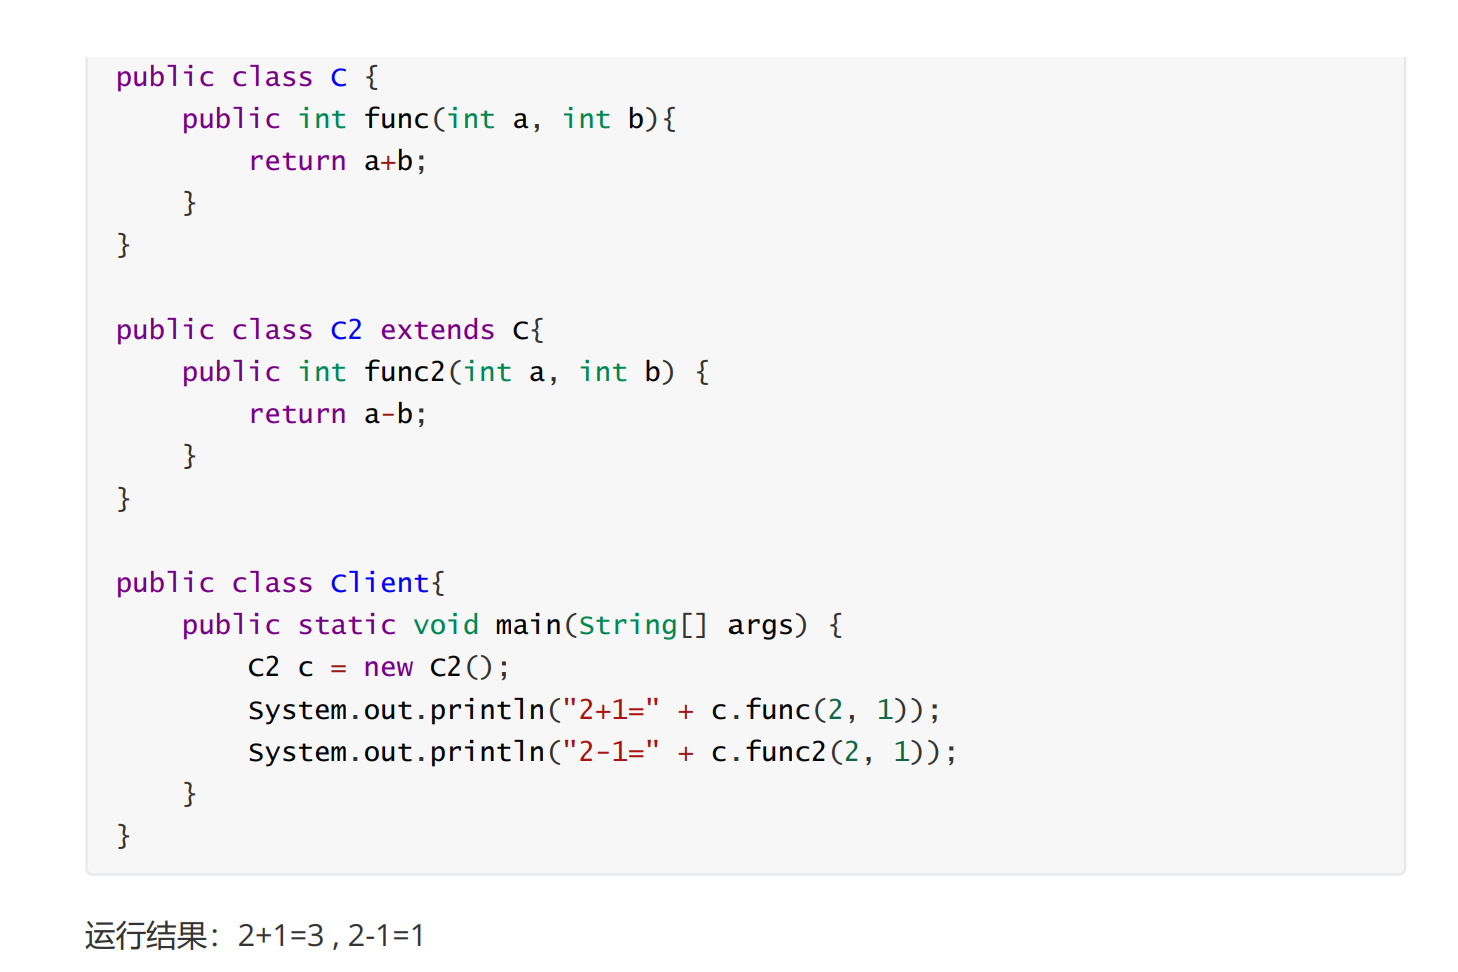 public class C {
    public int func(int a, int b){
        return a+b;
    }
}

public class C2 extends C{
    public int func2(int a, int b) {
        return a-b;
    }
}

public class Client{
    public static void main(String[] args) {
        C2 c = new C2();
        System.out.println("2+1=" + c.func(2, 1));
        System.out.println("2-1=" + c.func2(2, 1));
    }
}
运行结果：2+1=3 , 2-1=1